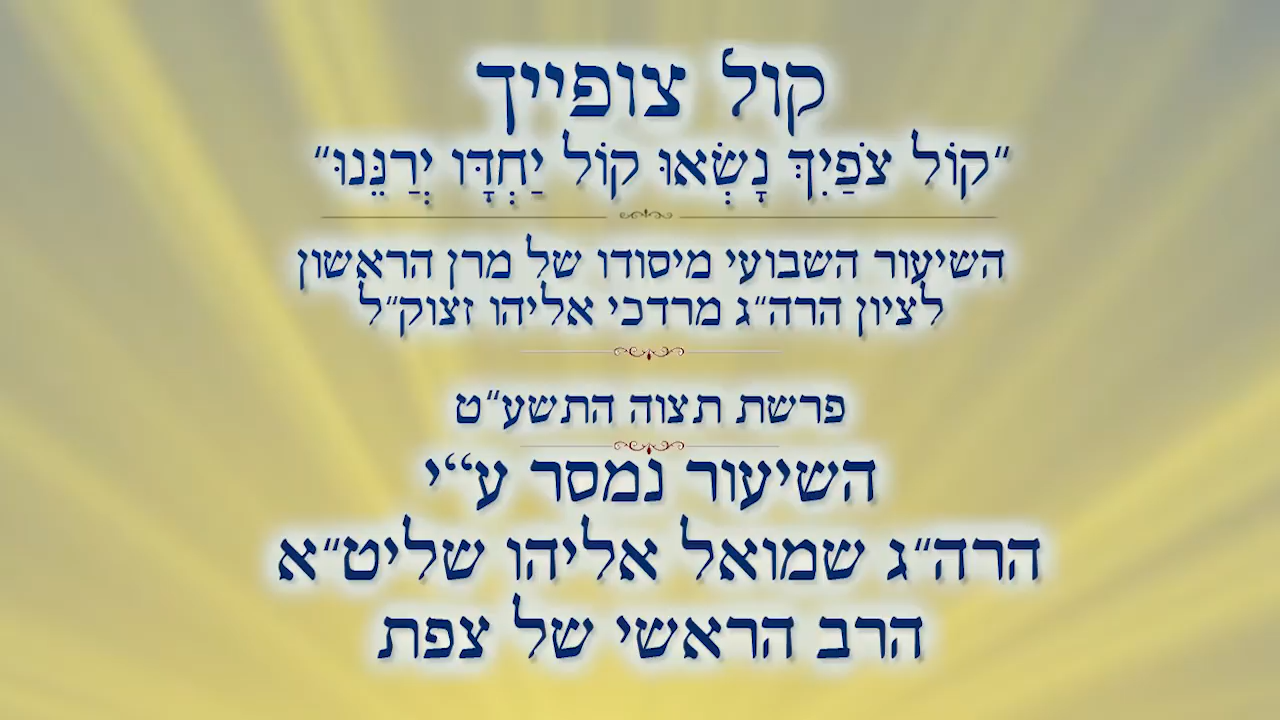 קול צופייך
"קוֹל צֹפַיִךְ נָשְׂאוּ קוֹל יַחְדָּו יְרַנֵּנוּ"
השיעור השבועי מיסודו של מרן הראשון
לציון הרה"ג מרדכי אליהו זצוק"ל
פרשת תצוה התשע"ט
השיעור נמסר ע"י
הרה"ג שמואל אליהו שליט"א
הרב הראשי של צפת